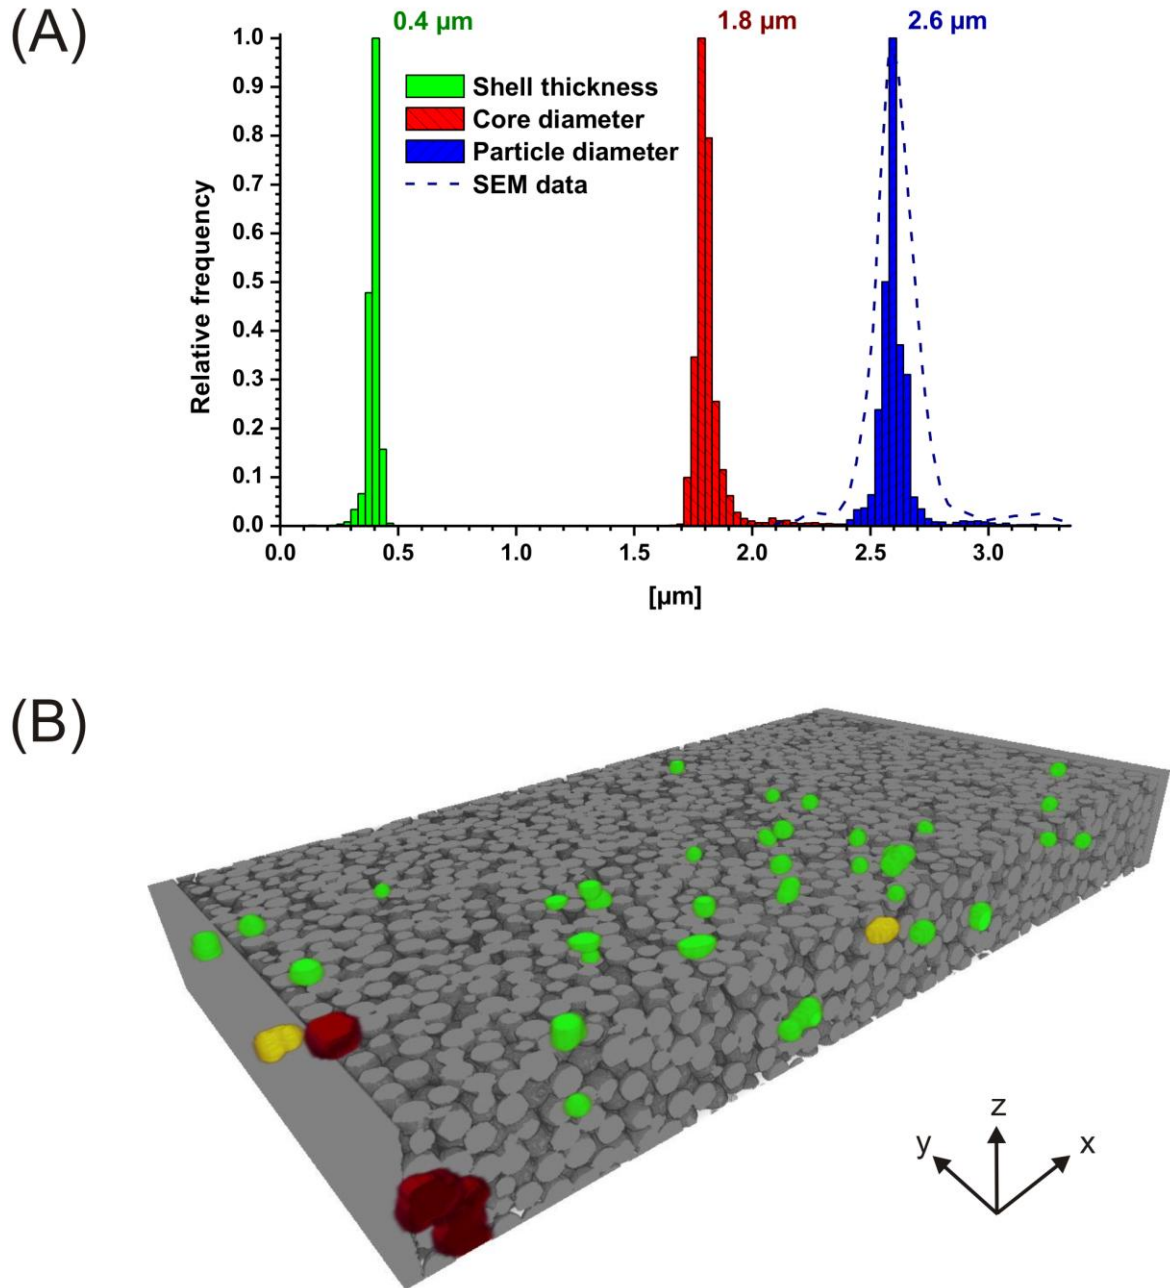 (A)
0.4 µm
1.8 µm
2.6 µm
1.0
0.9
0.8
0.7
0.6
0.5
0.4
0.3
0.2
0.1
0.0
Relative frequency
Shell thickness
Core diameter
Particle diameter
SEM data
0.0 0.5 1.0 1.5 2.0 2.5 3.0
[µm]
(B)
z
y
x